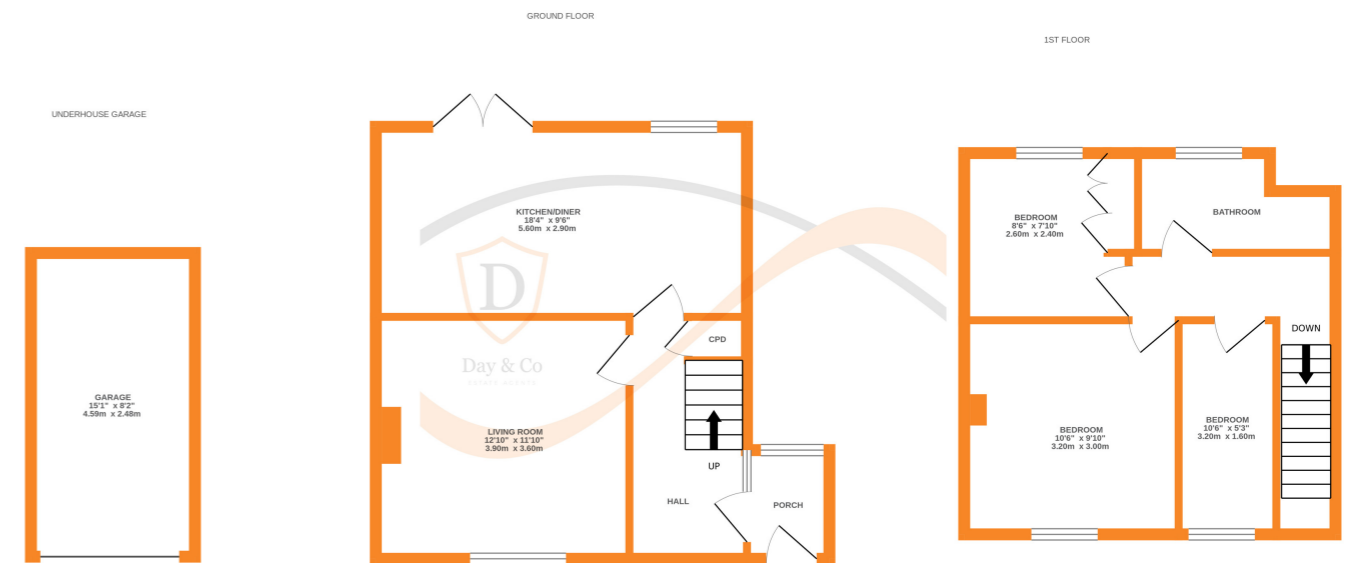 GROUND FLOOR
1ST FLOOR
UNDERHOUSE GARAGE
GARAGE
15'1" x 8'2"
4.59m x 2.48m
KITCHEN/DINER
18'4" x 9'6"
5.60m x 2.90m
D
Day & Co
ESTATE AGENTS
CPD
LIVING ROOM
12'10" x 11'10"
3.90m x 3.60m
UP
HALL
PORCH
BEDROOM
8'6" x 7'10"
2.60m x 2.40m
BATHROOM
DOWN
BEDROOM
10'6" x 9'10"
3.20m x 3.00m
BEDROOM
10'6" x 5'3"
3.20m x 1.60m